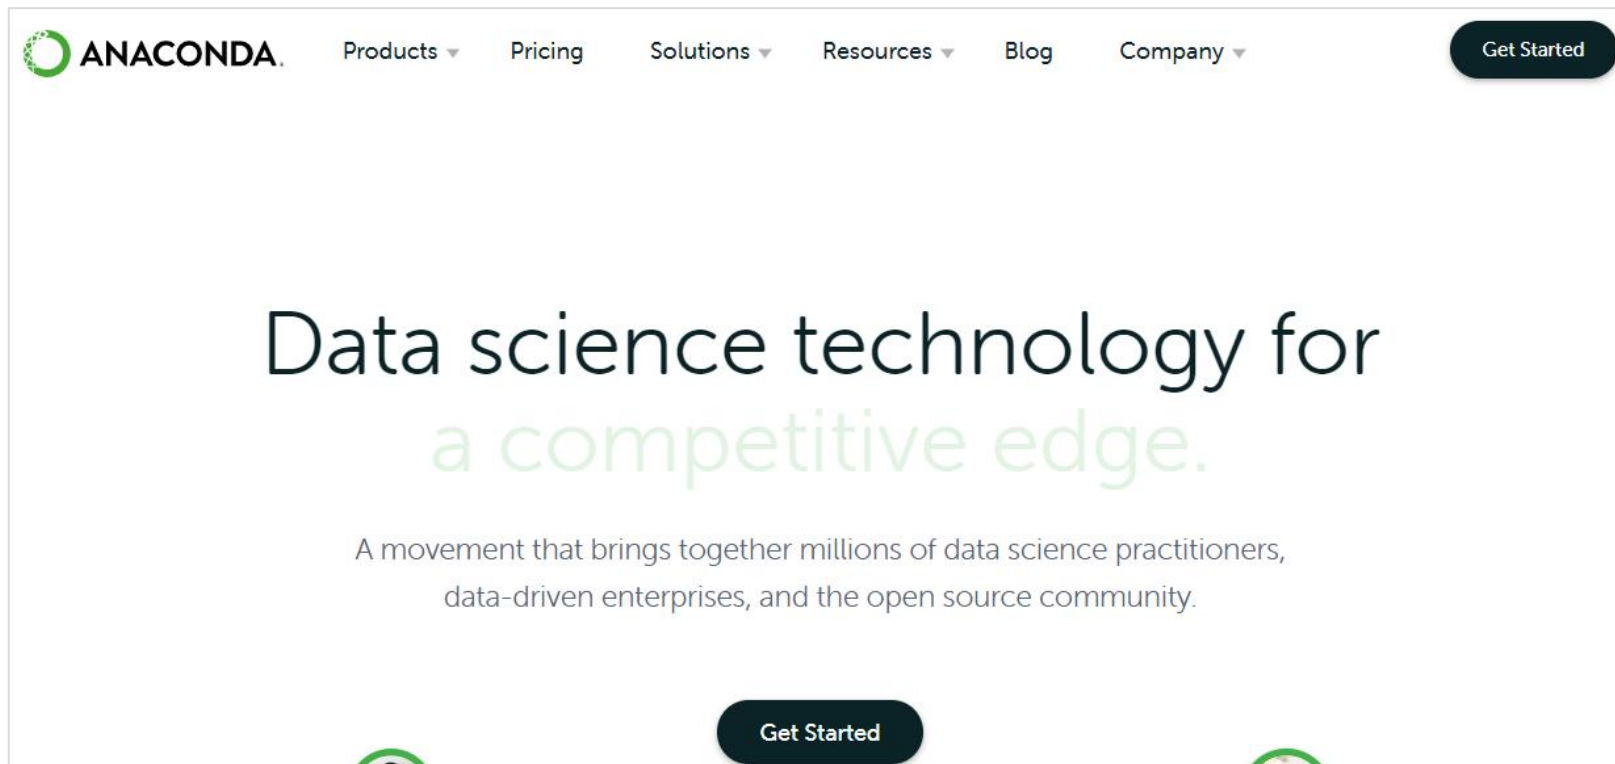 ANACONDA.
Products
Pricing
Solutions
Resources
Blog
Company
Get Started
Data science technology for
a competitive edge.
A movement that brings together millions of data science practitioners,
data-driven enterprises, and the open source community.
Get Started